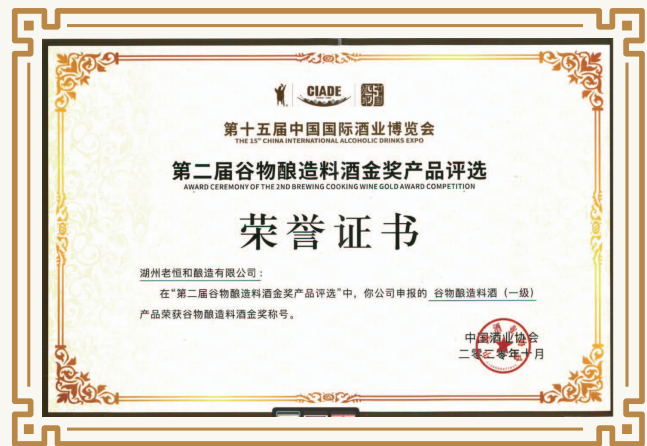 CIADE
第十五届中国国际酒业博览会
THE 15TH CHINA INTERNATIONAL ALCOHOLIC DRINKS EXPO
第二届谷物酿造料酒金奖产品评选
AWARD CEREMONY OF THE 2ND BREWING COOKING WINE GOLD AWARD COMPETITION
荣誉证书
湖州老恒和酿造有限公司：
在“第二届谷物酿造料酒金奖产品评选”中，你公司申报的 谷物酿造料酒（一级）
产品荣获谷物酿造料酒金奖称号。
中国酒业协会
二零二零年十月